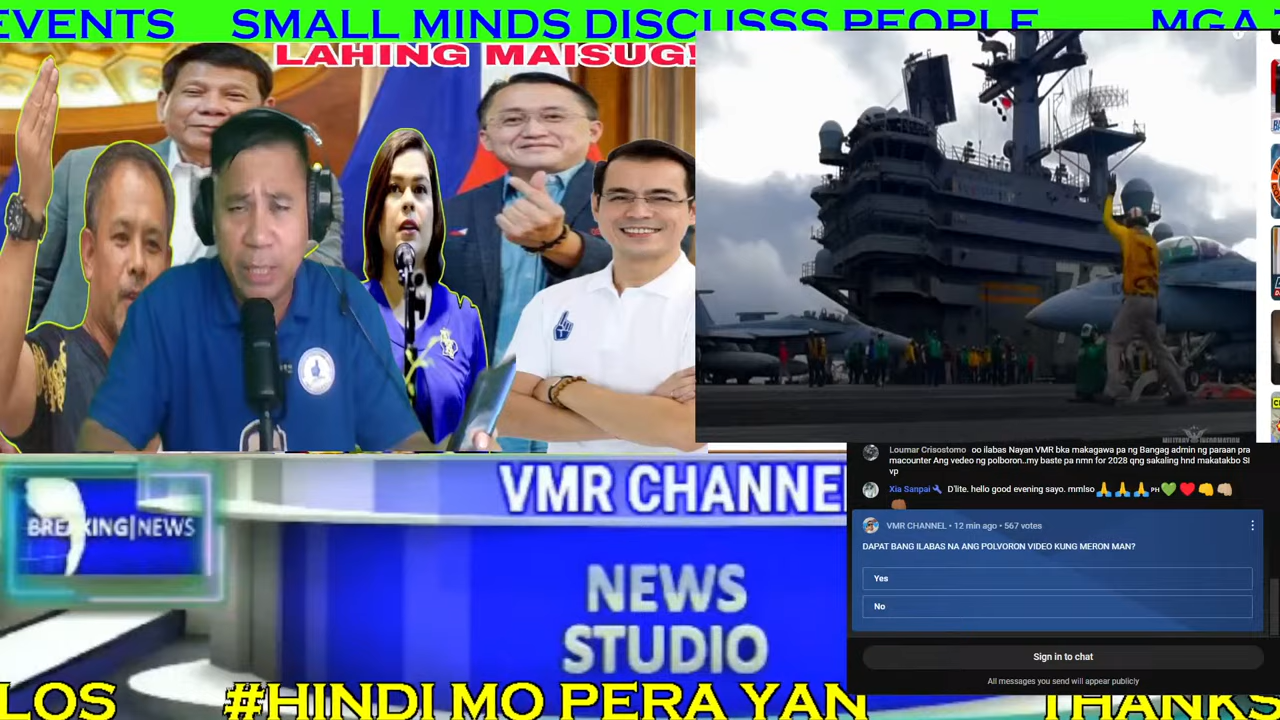 EVENTS SMALL MINDS DISCUSSS PEOPLE MGA
LAHING MAISUG!
MILITARY INFORMATION
Loumar Crisostomo oo ilabas Nayan VMR bka makagawa pa ng Bangag admin ng paraan pra
macounter Ang vedeo ng polboron..my baste pa nmn for 2028 qng sakaling hnd makatakbo SI
vp
Xia Sanpai D'lite. hello good evening sayo. mmlso 🙏🙏🙏 PH 💚❤️👊👊🏼
👊🏾
VMR CHANNEL • 12 min ago • 567 votes
DAPAT BANG ILABAS NA ANG POLVORON VIDEO KUNG MERON MAN?
Yes
No
Sign in to chat
All messages you send will appear publicly
VMR CHANNE
BREAKING|NEWS
NEWS
STUDIO
LOS #HINDI MO PERA YAN THANKS